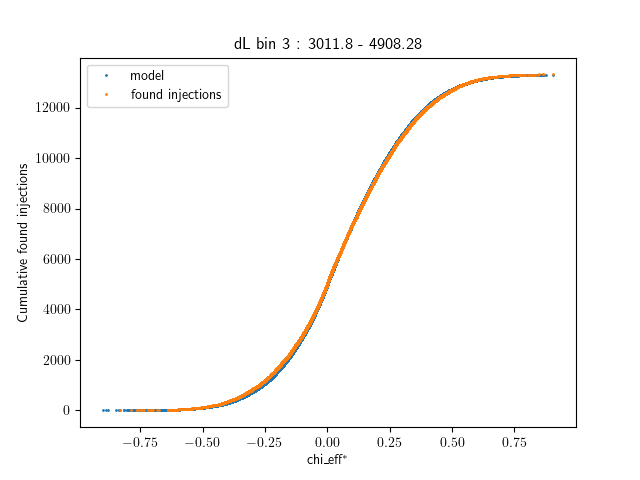 dL bin 3 : 3011.8 - 4908.28
model
found injections
Cumulative found injections
12000
10000
8000
6000
4000
2000
0
−0.75 −0.50 −0.25 0.00 0.25 0.50 0.75
chi_eff*